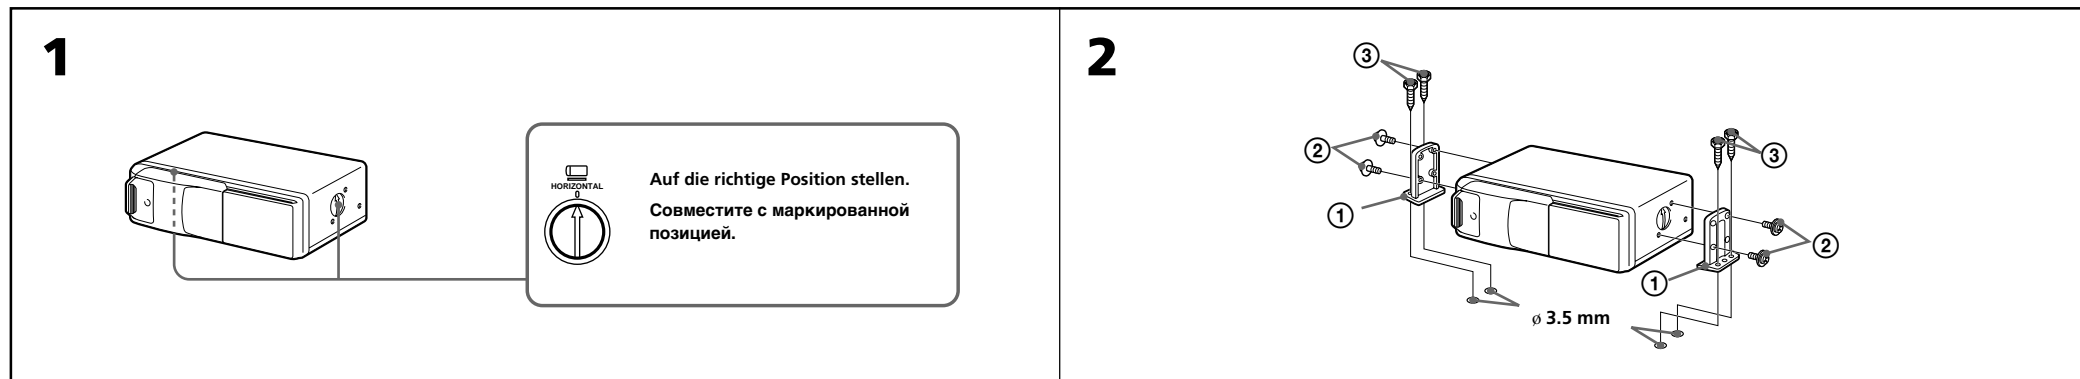 1
HORIZONTAL
0
Auf die richtige Position stellen.
Совместите с маркированной
позицией.
2
③
②
①
③
②
①
ø 3.5 mm